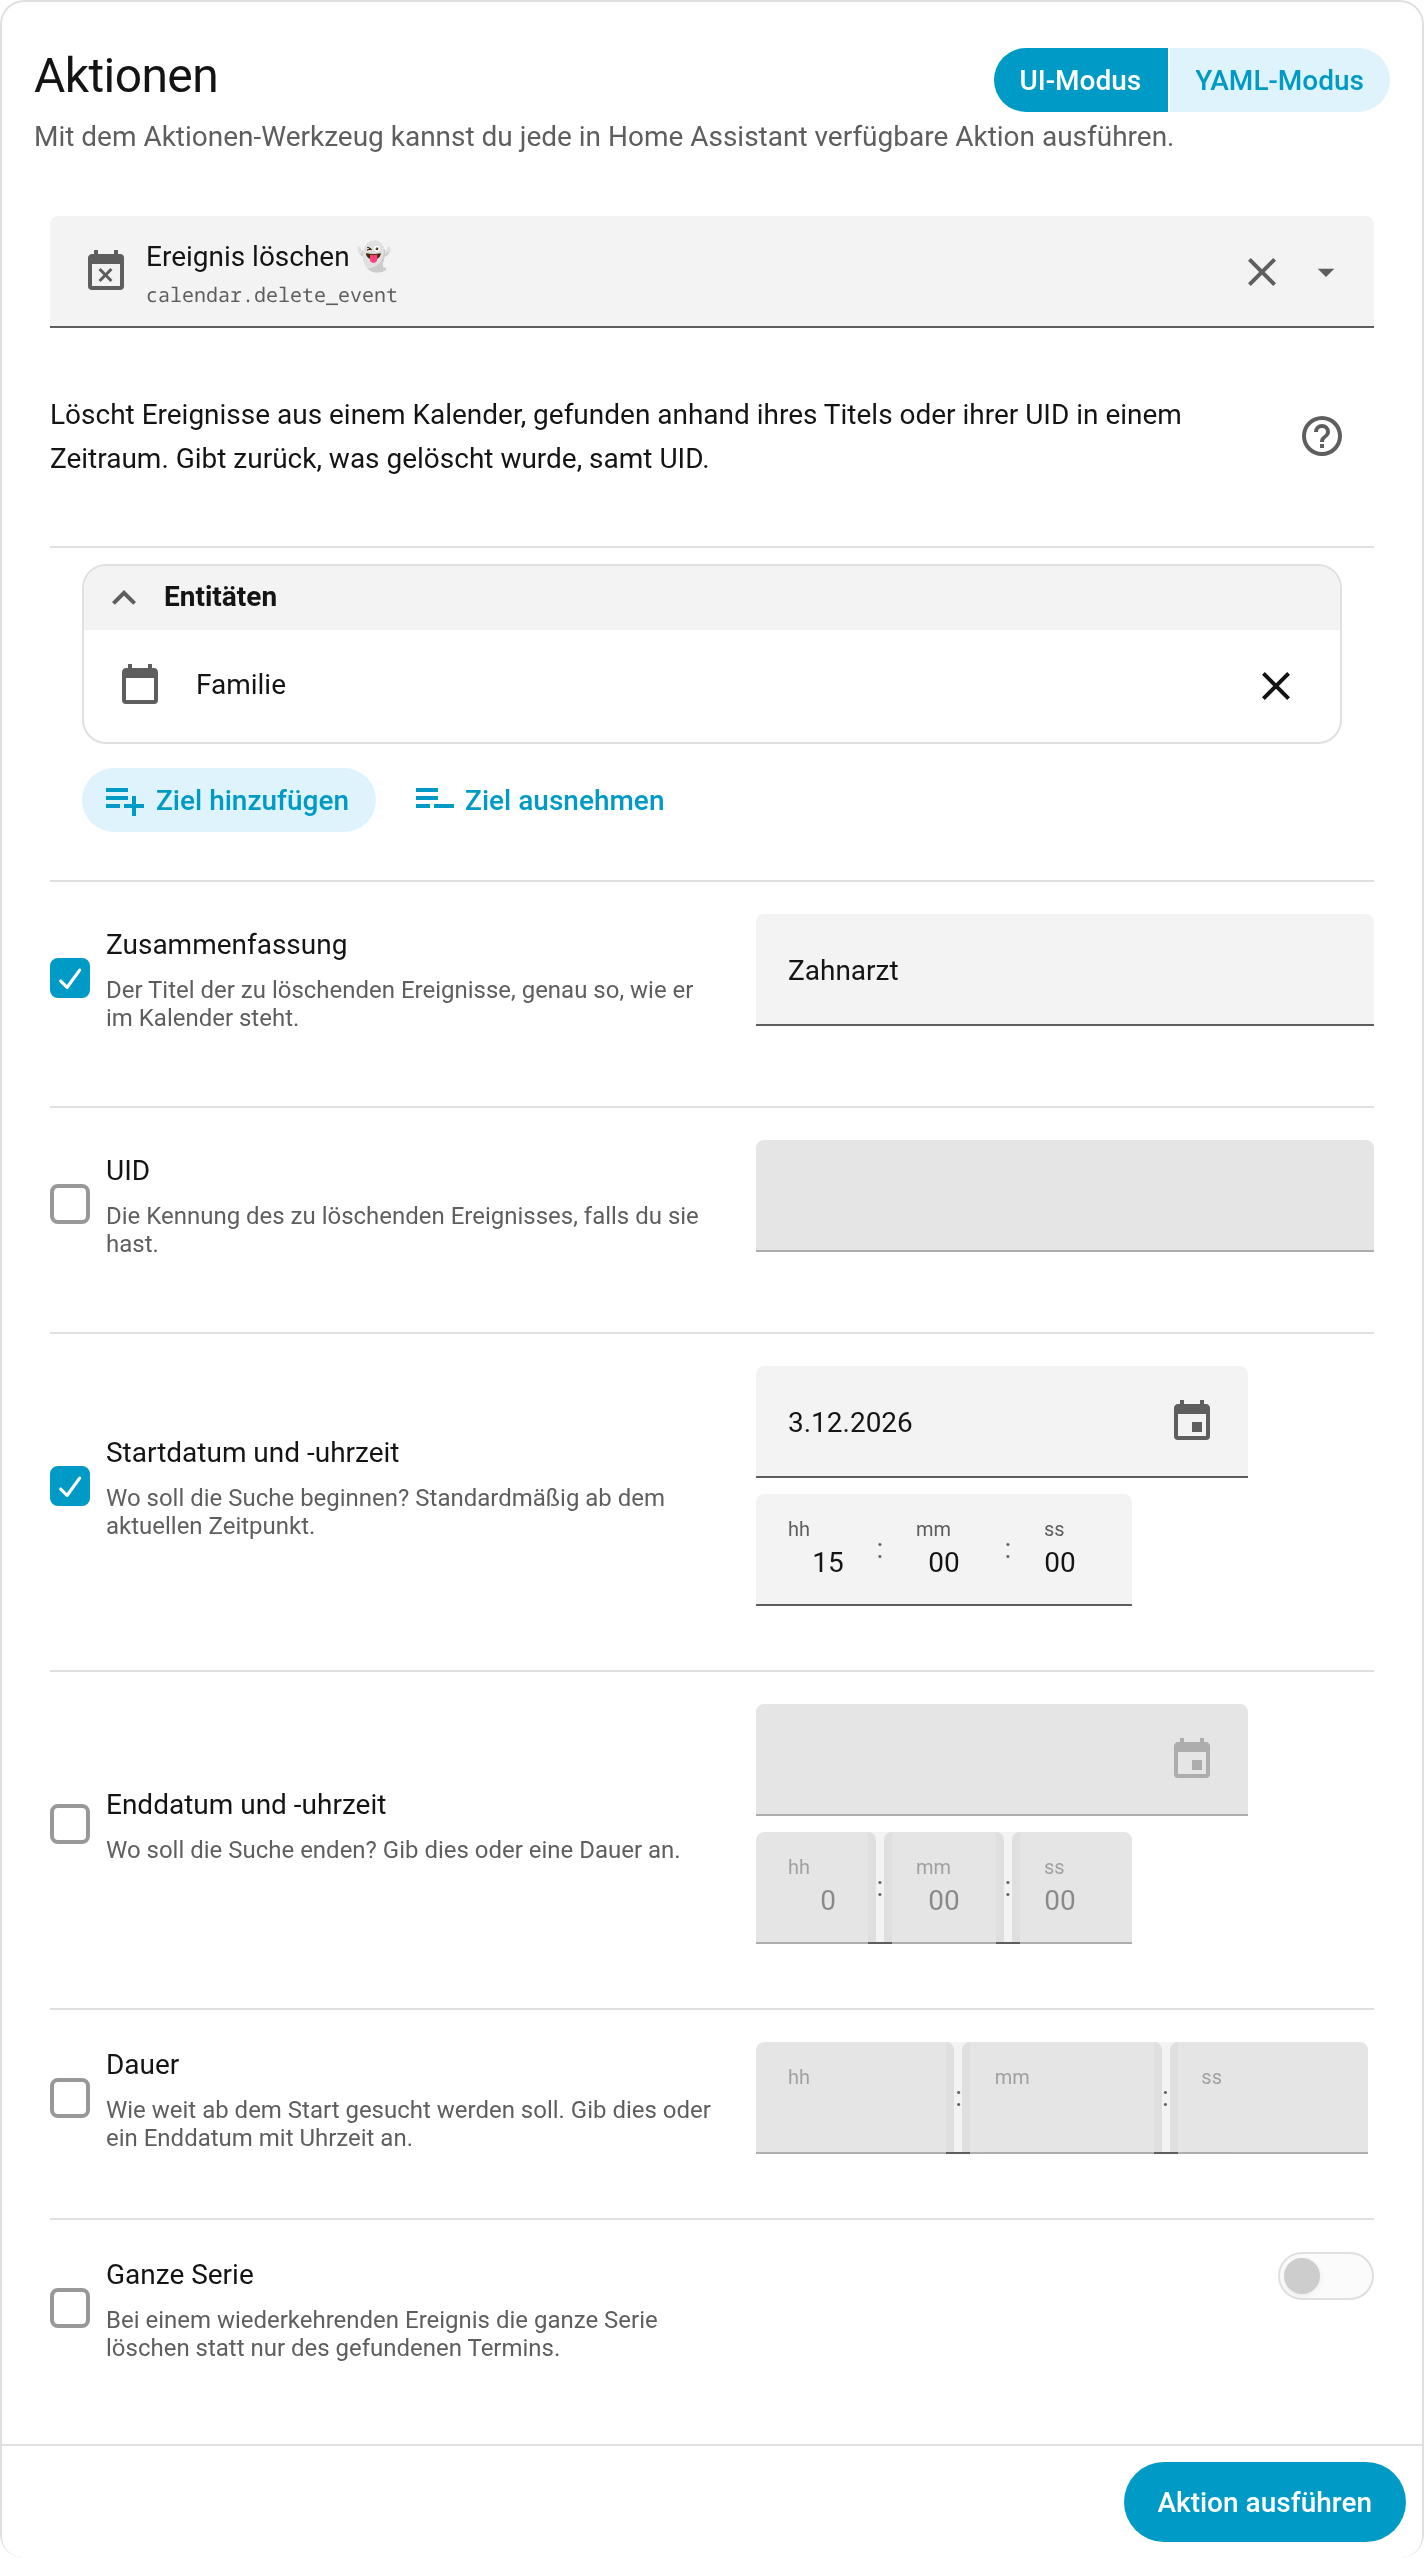 Aktionen
UI-Modus
YAML-Modus
Mit dem Aktionen-Werkzeug kannst du jede in Home Assistant verfügbare Aktion ausführen.
Ereignis löschen 👻
calendar.delete_event
Löscht Ereignisse aus einem Kalender, gefunden anhand ihres Titels oder ihrer UID in einem
Zeitraum. Gibt zurück, was gelöscht wurde, samt UID.
Entitäten
Familie
Ziel hinzufügen
Ziel ausnehmen
Zusammenfassung
Der Titel der zu löschenden Ereignisse, genau so, wie er
im Kalender steht.
Zahnarzt
UID
Die Kennung des zu löschenden Ereignisses, falls du sie
hast.
Startdatum und -uhrzeit
Wo soll die Suche beginnen? Standardmäßig ab dem
aktuellen Zeitpunkt.
3.12.2026
hh mm ss
15 : 00 : 00
Enddatum und -uhrzeit
Wo soll die Suche enden? Gib dies oder eine Dauer an.
hh mm ss
0 : 00 : 00
Dauer
Wie weit ab dem Start gesucht werden soll. Gib dies oder
ein Enddatum mit Uhrzeit an.
hh : mm : ss
Ganze Serie
Bei einem wiederkehrenden Ereignis die ganze Serie
löschen statt nur des gefundenen Termins.
Aktion ausführen